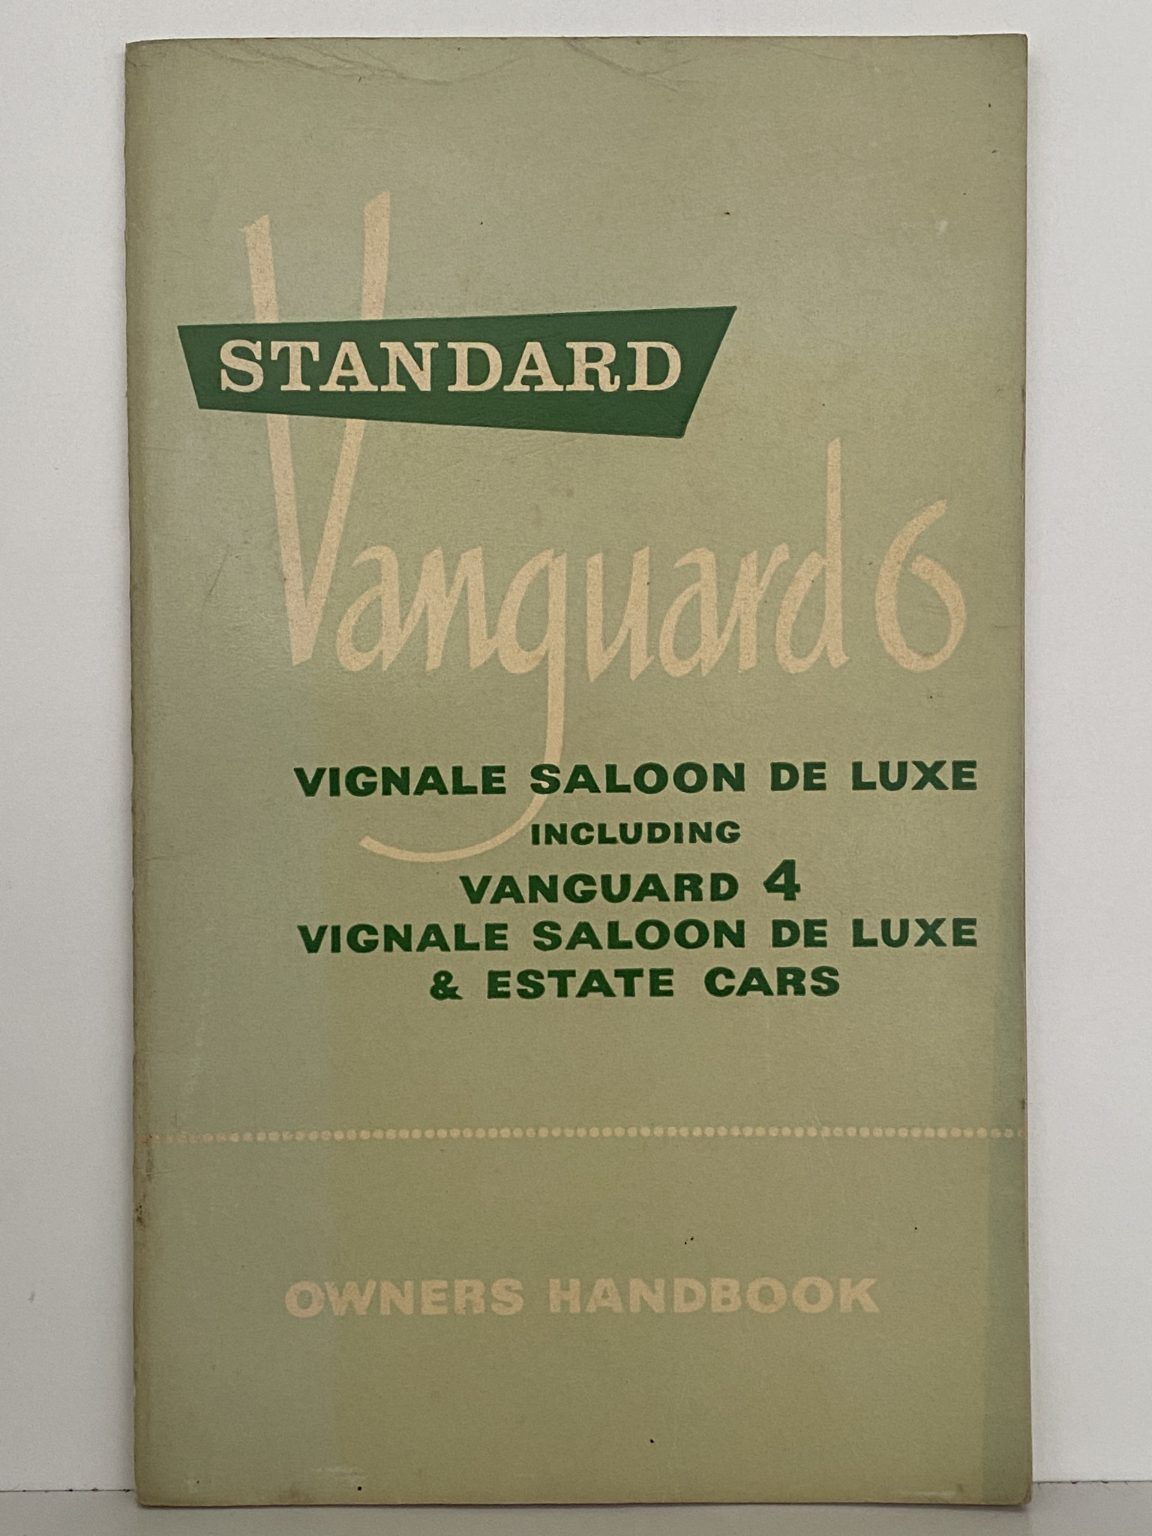 STANDARD
Vanguard 6
VIGNALE SALOON DE LUXE
INCLUDING
VANGUARD 4
VIGNALE SALOON DE LUXE
& ESTATE CARS
OWNERS HANDBOOK